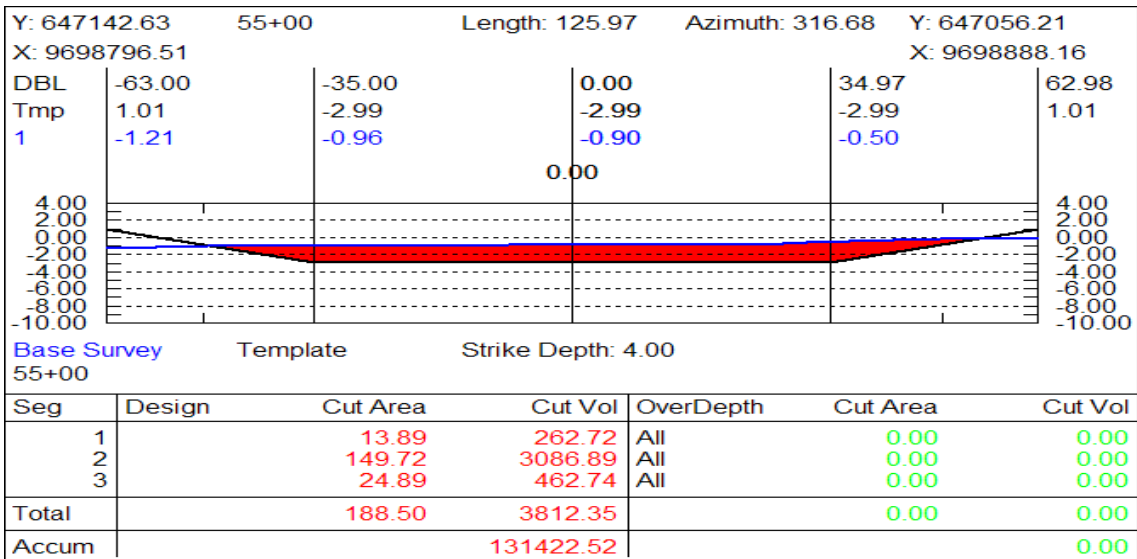 Y: 647142.63 55+00 Length: 125.97 Azimuth: 316.68 Y: 647056.21
X: 9698796.51 X: 9698888.16
DBL -63.00 -35.00 0.00 34.97 62.98
Tmp 1.01 -2.99 -2.99 -2.99 1.01
1 -1.21 -0.96 -0.90 -0.50
0.00
4.00 4.00
2.00 2.00
0.00 0.00
-2.00 -2.00
-4.00 -4.00
-6.00 -6.00
-8.00 -8.00
-10.00 -10.00
Base Survey Template Strike Depth: 4.00
55+00
Seg Design Cut Area Cut Vol OverDepth Cut Area Cut Vol
1 13.89 262.72 All 0.00 0.00
2 149.72 3086.89 All 0.00 0.00
3 24.89 462.74 All 0.00 0.00
Total 188.50 3812.35 0.00 0.00
Accum 131422.52 0.00